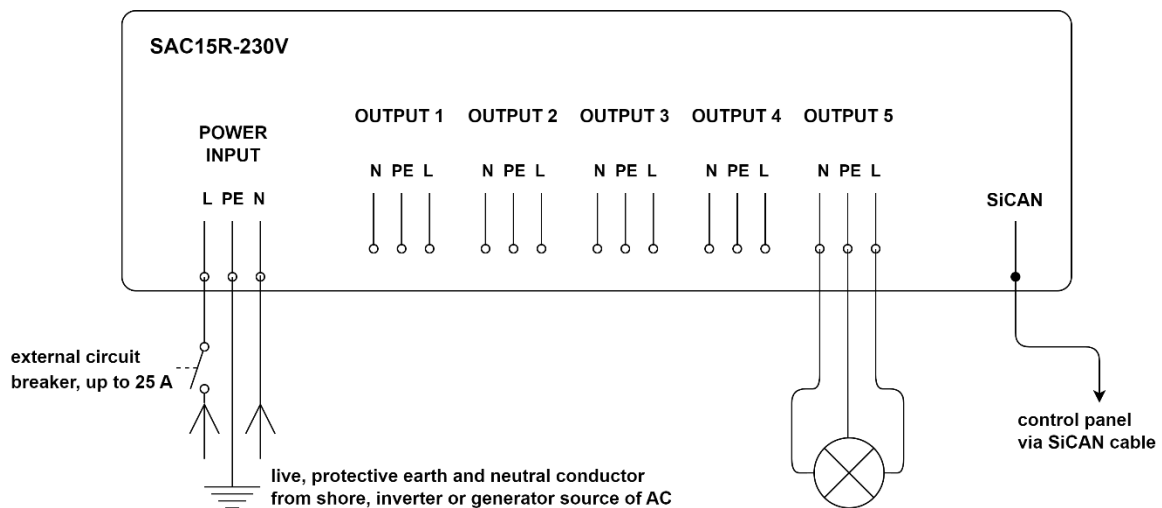 SAC15R-230V
POWER
INPUT
L PE N
OUTPUT 1
N PE L
OUTPUT 2
N PE L
OUTPUT 3
N PE L
OUTPUT 4
N PE L
OUTPUT 5
N PE L
SiCAN
external circuit
breaker, up to 25 A
live, protective earth and neutral conductor
from shore, inverter or generator source of AC
control panel
via SiCAN cable